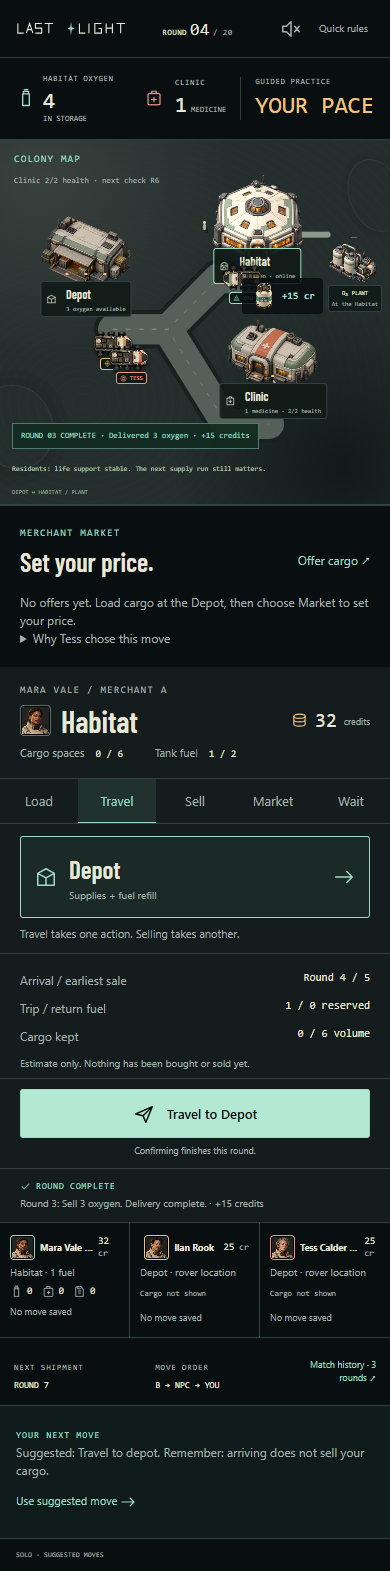 LAST LIGHT
ROUND 04 / 20
Quick rules
HABITAT OXYGEN
4
IN STORAGE
CLINIC
1 MEDICINE
GUIDED PRACTICE
YOUR PACE
COLONY MAP
Clinic 2/2 health · next check R6
Depot
3 oxygen available
Habitat
online
+15 cr
O₂ PLANT
At the Habitat
TESS
Clinic
1 medicine · 2/2 health
ROUND 03 COMPLETE · Delivered 3 oxygen · +15 credits
Residents: life support stable. The next supply run still matters.
DEPOT ↔ HABITAT / PLANT
MERCHANT MARKET
Set your price.
Offer cargo ↗
No offers yet. Load cargo at the Depot, then choose Market to set
your price.
▶ Why Tess chose this move
MARA VALE / MERCHANT A
Habitat
32 credits
Cargo spaces 0 / 6 Tank fuel 1 / 2
Load Travel Sell Market Wait
Depot
Supplies + fuel refill
Travel takes one action. Selling takes another.
Arrival / earliest sale Round 4 / 5
Trip / return fuel 1 / 0 reserved
Cargo kept 0 / 6 volume
Estimate only. Nothing has been bought or sold yet.
Travel to Depot
Confirming finishes this round.
ROUND COMPLETE
Round 3: Sell 3 oxygen. Delivery complete. · +15 credits
Mara Vale ... 32 cr
Habitat · 1 fuel
0 0 0
No move saved
Ilan Rook 25 cr
Depot · rover location
Cargo not shown
No move saved
Tess Calder ... 25 cr
Depot · rover location
Cargo not shown
No move saved
NEXT SHIPMENT
ROUND 7
MOVE ORDER
B → NPC → YOU
Match history · 3
rounds ↗
YOUR NEXT MOVE
Suggested: Travel to depot. Remember: arriving does not sell your
cargo.
Use suggested move →
SOLO · SUGGESTED MOVES